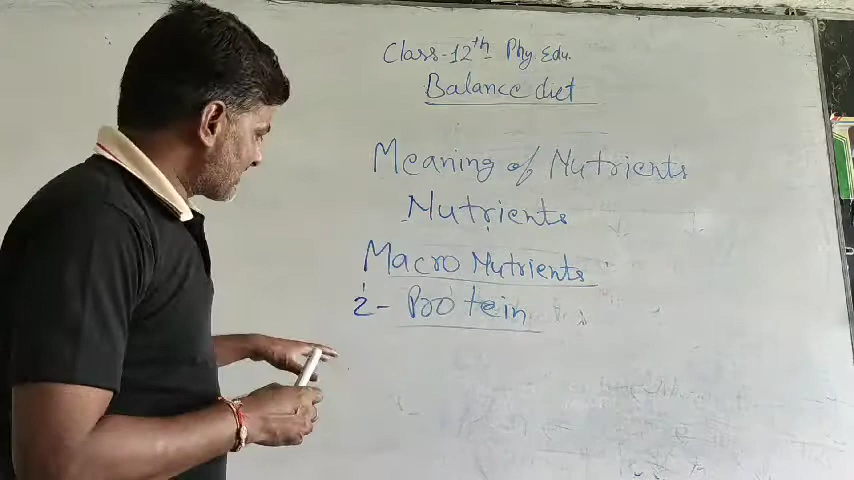 Class-12th Phy. Edu.
Balance diet
Meaning of Nutrients
Nutrients
Macro Nutrients
2- Protein